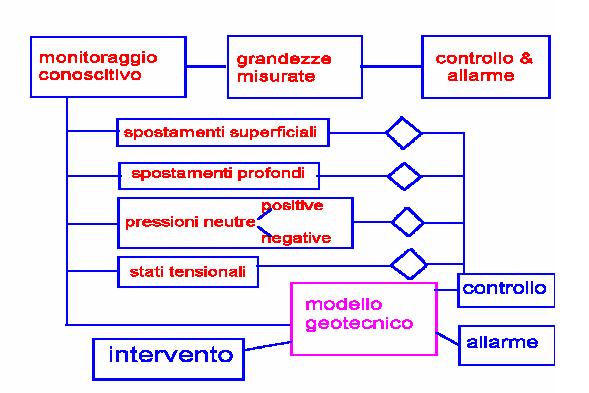 monitoraggio
conoscitivo
grandezze
misurate
controllo &
allarme
spostamenti superficiali
spostamenti profondi
positive
pressioni neutre
negative
stati tensionali
controllo
modello
geotecnico
allarme
intervento